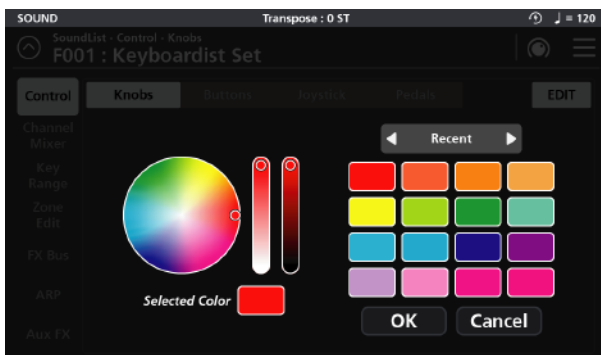 SOUND
Transpose : 0 ST
♩ = 120
SoundList - Control - Knobs
F001 : Keyboardist Set
Control
Knobs
Buttons
Joystick
Pedals
EDIT
Channel
Mixer
Recent
Key
Range
Zone
Edit
FX Bus
ARP
Selected Color
OK
Cancel
Aux FX